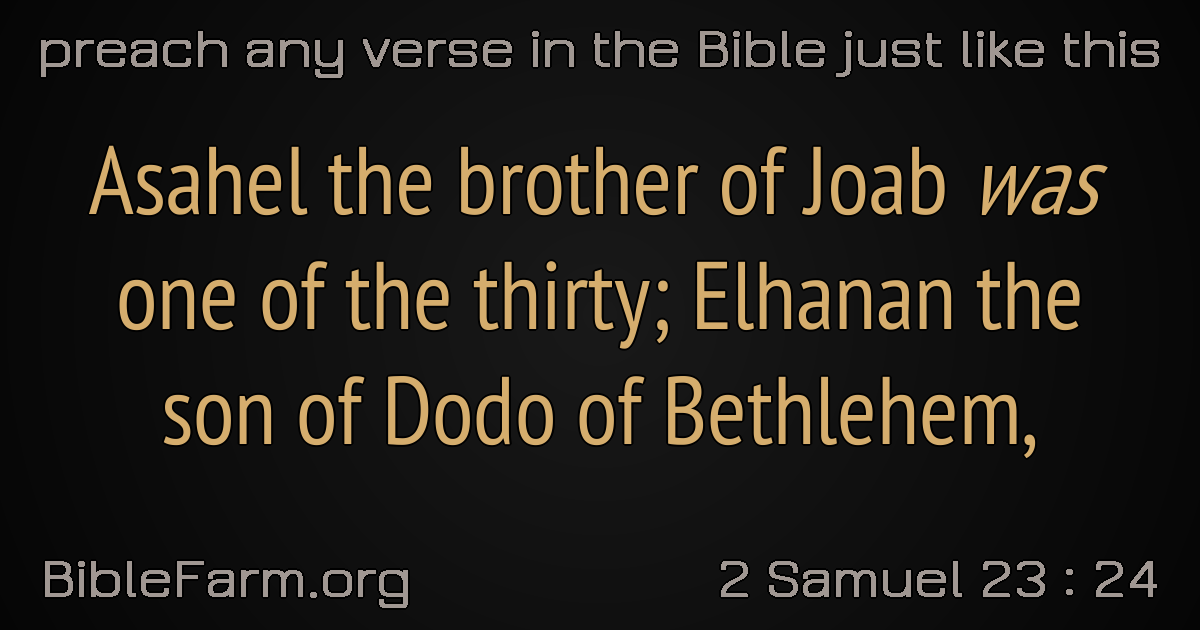 preach any verse in the Bible just like this
Asahel the brother of Joab was
one of the thirty; Elhanan the
son of Dodo of Bethlehem,
BibleFarm.org
2 Samuel 23 : 24